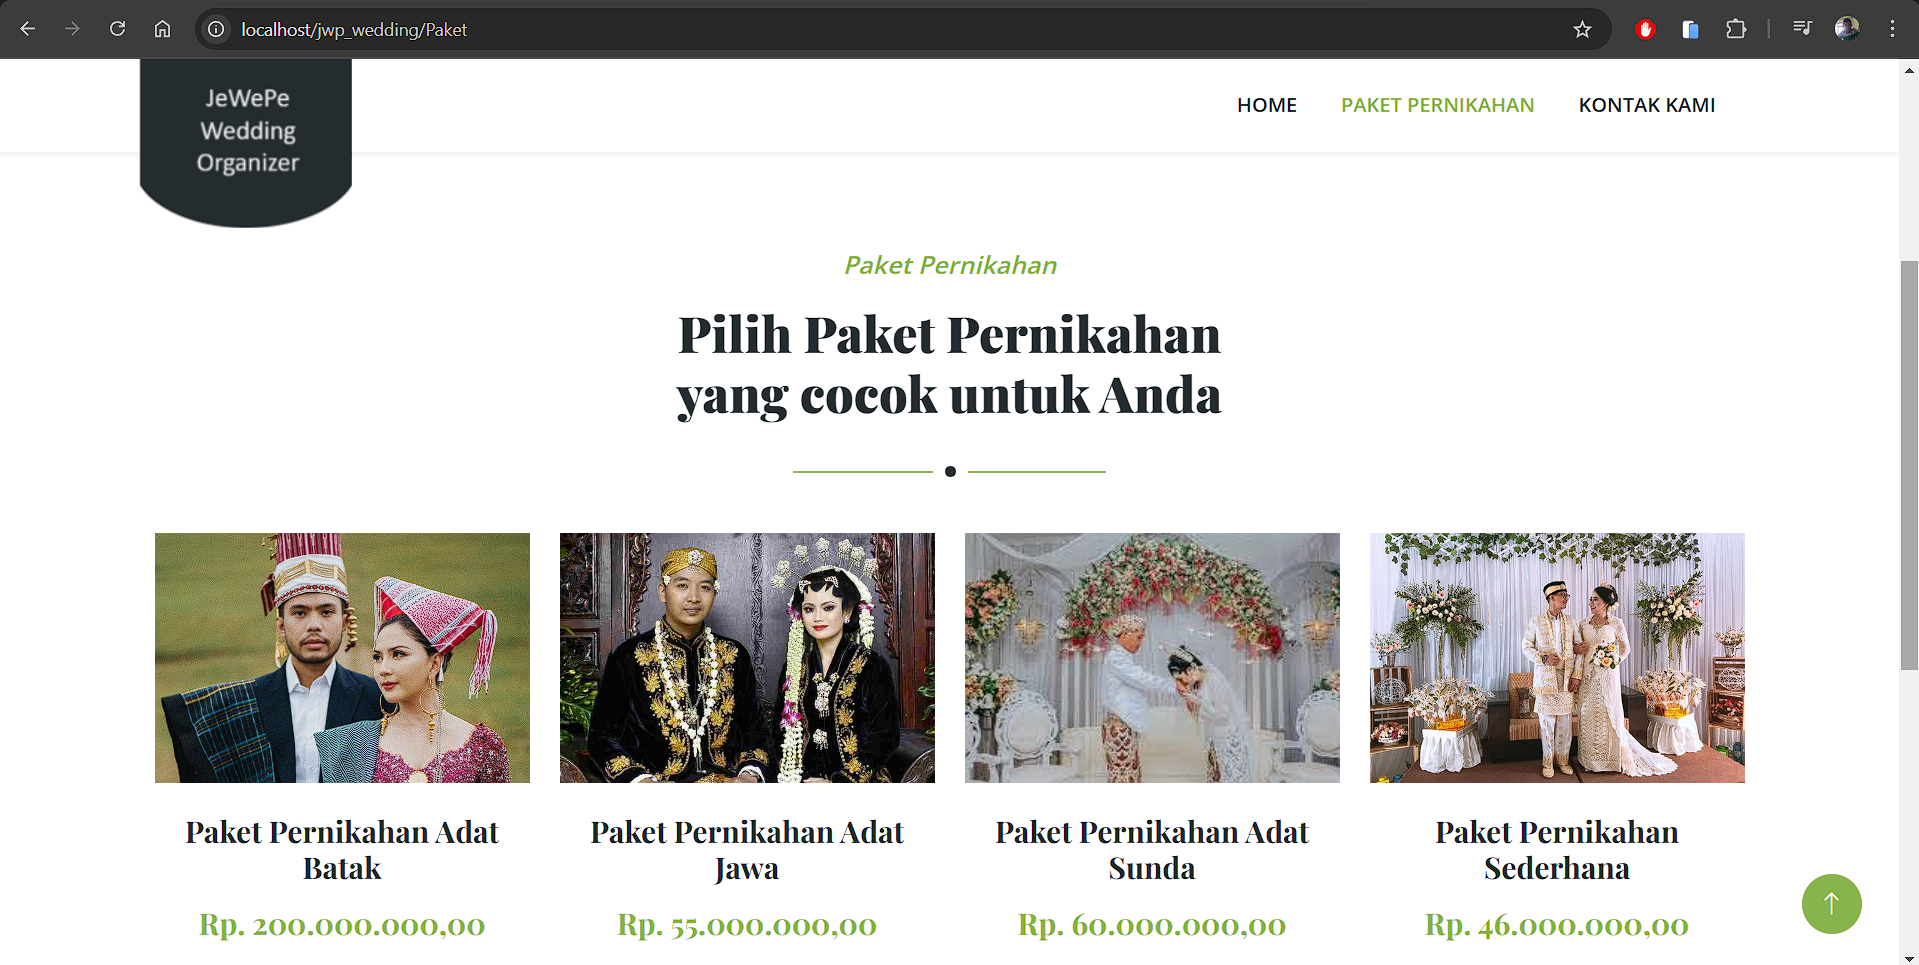 localhost/jwp_wedding/Paket
JeWePe
Wedding
Organizer
HOME
PAKET PERNIKAHAN
KONTAK KAMI
Paket Pernikahan
Pilih Paket Pernikahan
yang cocok untuk Anda
Paket Pernikahan Adat
Batak
Rp. 200.000.000,00
Paket Pernikahan Adat
Jawa
Rp. 55.000.000,00
Paket Pernikahan Adat
Sunda
Rp. 60.000.000,00
Paket Pernikahan
Sederhana
Rp. 46.000.000,00